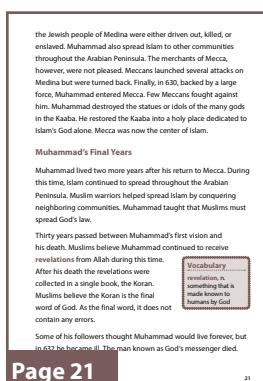 the Jewish people of Medina were either driven out, killed, or
enslaved. Muhammad also spread Islam to other communities
throughout the Arabian Peninsula. The merchants of Mecca,
however, were not pleased. Meccans launched several attacks on
Medina but were turned back. Finally, in 630, backed by a large
force, Muhammad entered Mecca. Few Meccans fought against
him. Muhammad destroyed the statues or idols of the many gods
in the Kaaba. He restored the Kaaba into a holy place dedicated to
Islam's God alone. Mecca was now the center of Islam.
Muhammad's Final Years
Muhammad lived two more years after his return to Mecca. During
this time, Islam continued to spread throughout the Arabian
Peninsula. Muslim warriors helped spread Islam by conquering
neighboring communities. Muhammad taught that Muslims must
spread God's law.
Thirty years passed between Muhammad's first vision and
his death. Muslims believe Muhammad continued to receive
revelations from Allah during this time.
After his death the revelations were
collected in a single book, the Koran.
Muslims believe the Koran is the final
word of God. As the final word, it does not
contain any errors.
Vocabulary
revelation, n.
something that is
made known to
humans by God
Some of his followers thought Muhammad would live forever, but
in 632 he became ill. The man known as God's messenger died.
Page 21
21